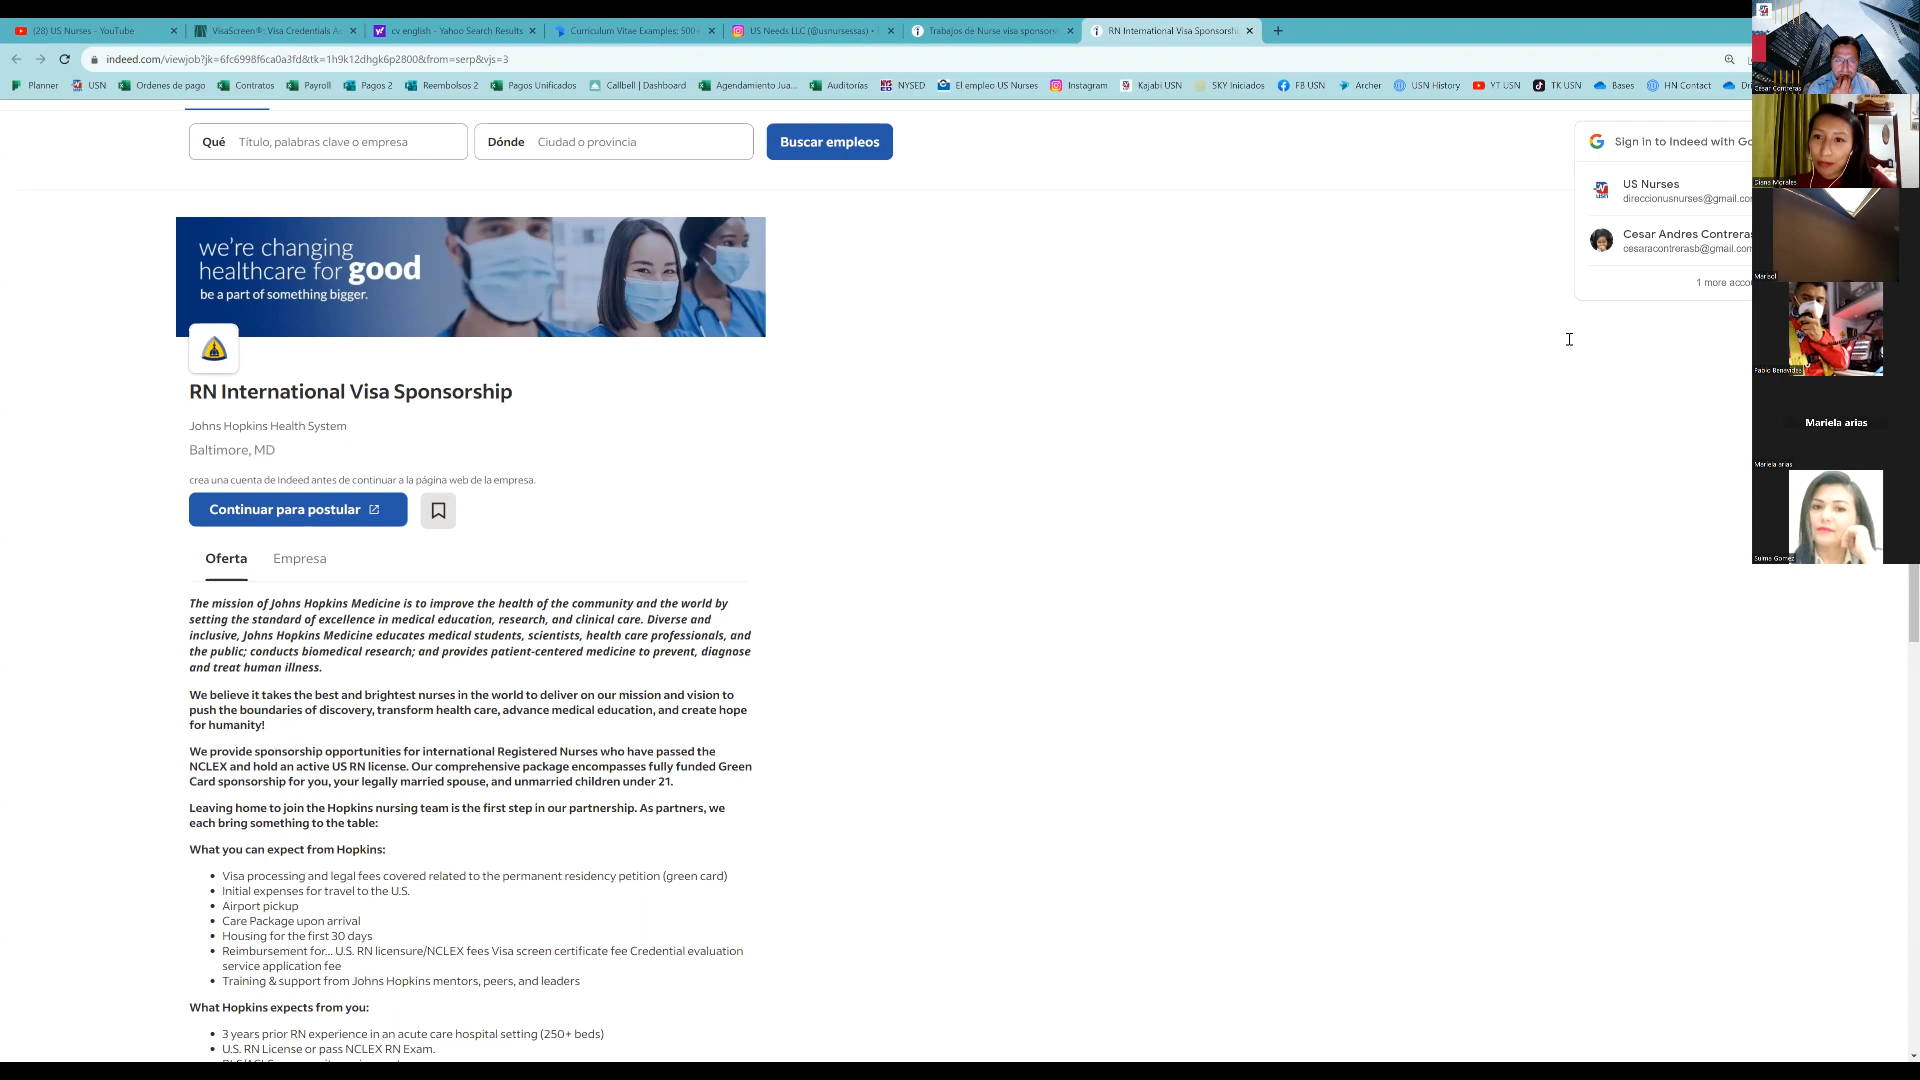 (28) US Nurses - YouTube
VisaScreen®: Visa Credentials As
cv english - Yahoo Search Results
Curriculum Vitae Examples: 500
US Needs LLC (@usnursessas) •
Trabajos de Nurse visa sponsors
RN International Visa Sponsorshi
indeed.com/viewjob?jk=6fc6998f6ca0a3fd&tk=1h9k12dhgk6p2800&from=serp&vjs=3
Planner
USN
Ordenes de pago
Contratos
Payroll
Pagos 2
Reembolsos 2
Pagos Unificados
Callbell | Dashboard
Agendamiento Jua...
Auditorías
NYSED
El empleo US Nurses
Instagram
Kajabi USN
SKY Iniciados
FB USN
Archer
USN History
YT USN
TK USN
Bases
HN Contact
Qué Título, palabras clave o empresa
Dónde Ciudad o provincia
Buscar empleos
Sign in to Indeed with Go
US Nurses
direccionusnurses@gmail.co
Cesar Andres Contreras
cesaracontrerasb@gmail.com
1 more accou
we're changing
healthcare for good
be a part of something bigger.
RN International Visa Sponsorship
Johns Hopkins Health System
Baltimore, MD
crea una cuenta de Indeed antes de continuar a la página web de la empresa.
Continuar para postular
Oferta
Empresa
The mission of Johns Hopkins Medicine is to improve the health of the community and the world by
setting the standard of excellence in medical education, research, and clinical care. Diverse and
inclusive, Johns Hopkins Medicine educates medical students, scientists, health care professionals, and
the public; conducts biomedical research; and provides patient-centered medicine to prevent, diagnose
and treat human illness.
We believe it takes the best and brightest nurses in the world to deliver on our mission and vision to
push the boundaries of discovery, transform health care, advance medical education, and create hope
for humanity!
We provide sponsorship opportunities for international Registered Nurses who have passed the
NCLEX and hold an active US RN license. Our comprehensive package encompasses fully funded Green
Card sponsorship for you, your legally married spouse, and unmarried children under 21.
Leaving home to join the Hopkins nursing team is the first step in our partnership. As partners, we
each bring something to the table:
What you can expect from Hopkins:
• Visa processing and legal fees covered related to the permanent residency petition (green card)
• Initial expenses for travel to the U.S.
• Airport pickup
• Care Package upon arrival
• Housing for the first 30 days
• Reimbursement for... U.S. RN licensure/NCLEX fees Visa screen certificate fee Credential evaluation
service application fee
• Training & support from Johns Hopkins mentors, peers, and leaders
What Hopkins expects from you:
• 3 years prior RN experience in an acute care hospital setting (250+ beds)
• U.S. RN License or pass NCLEX RN Exam.
Cesar Contreras
Diana Morales
Marisol
Pablo Benavides
Mariela arias
Mariela arias
Sulma Gomez